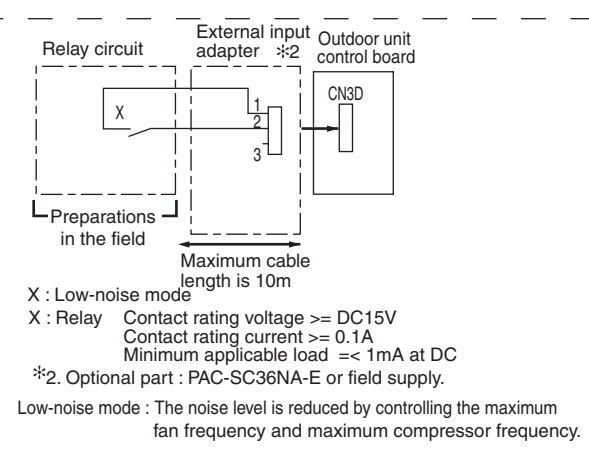 Relay circuit
External input
adapter ✻2
Outdoor unit
control board
CN3D
X
1
2
3
Preparations
in the field
Maximum cable
length is 10m
X : Low-noise mode
X : Relay Contact rating voltage >= DC15V
Contact rating current >= 0.1A
Minimum applicable load =< 1mA at DC
✻2. Optional part : PAC-SC36NA-E or field supply.
Low-noise mode : The noise level is reduced by controlling the maximum
fan frequency and maximum compressor frequency.